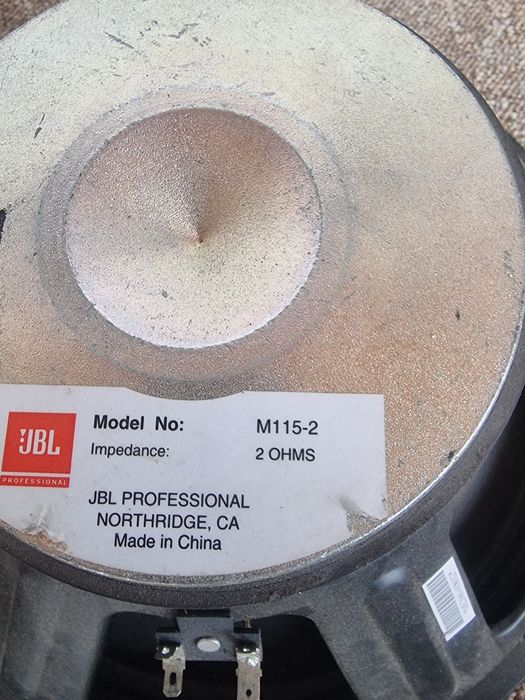 JBL
PROFESSIONAL
Model No: M115-2
Impedance: 2 OHMS
JBL PROFESSIONAL
NORTHRIDGE, CA
Made in China